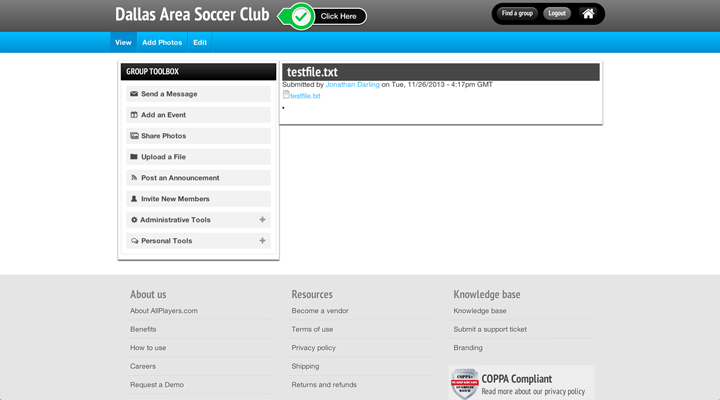 Dallas Area Soccer Club
Click Here
Find a group
Logout
View
Add Photos
Edit
GROUP TOOLBOX
Send a Message
Add an Event
Share Photos
Upload a File
Post an Announcement
Invite New Members
Administrative Tools
Personal Tools
testfile.txt
Submitted by Jonathan Darling on Tue, 11/26/2013 - 4:17pm GMT
testfile.txt
About us
About AllPlayers.com
Benefits
How to use
Careers
Request a Demo
Resources
Become a vendor
Terms of use
Privacy policy
Shipping
Returns and refunds
Knowledge base
Knowledge base
Submit a support ticket
Branding
COPPA Compliant
Read more about our privacy policy